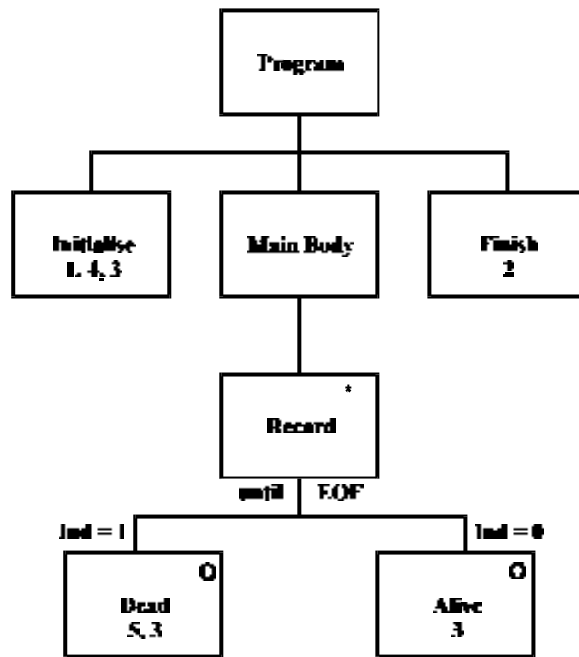 Program
Initialise
1, 4, 3
Main Body
Finish
2
*
Record
until EOF
Ind = 1
Ind = 0
O
Dead
5, 3
O
Alive
3